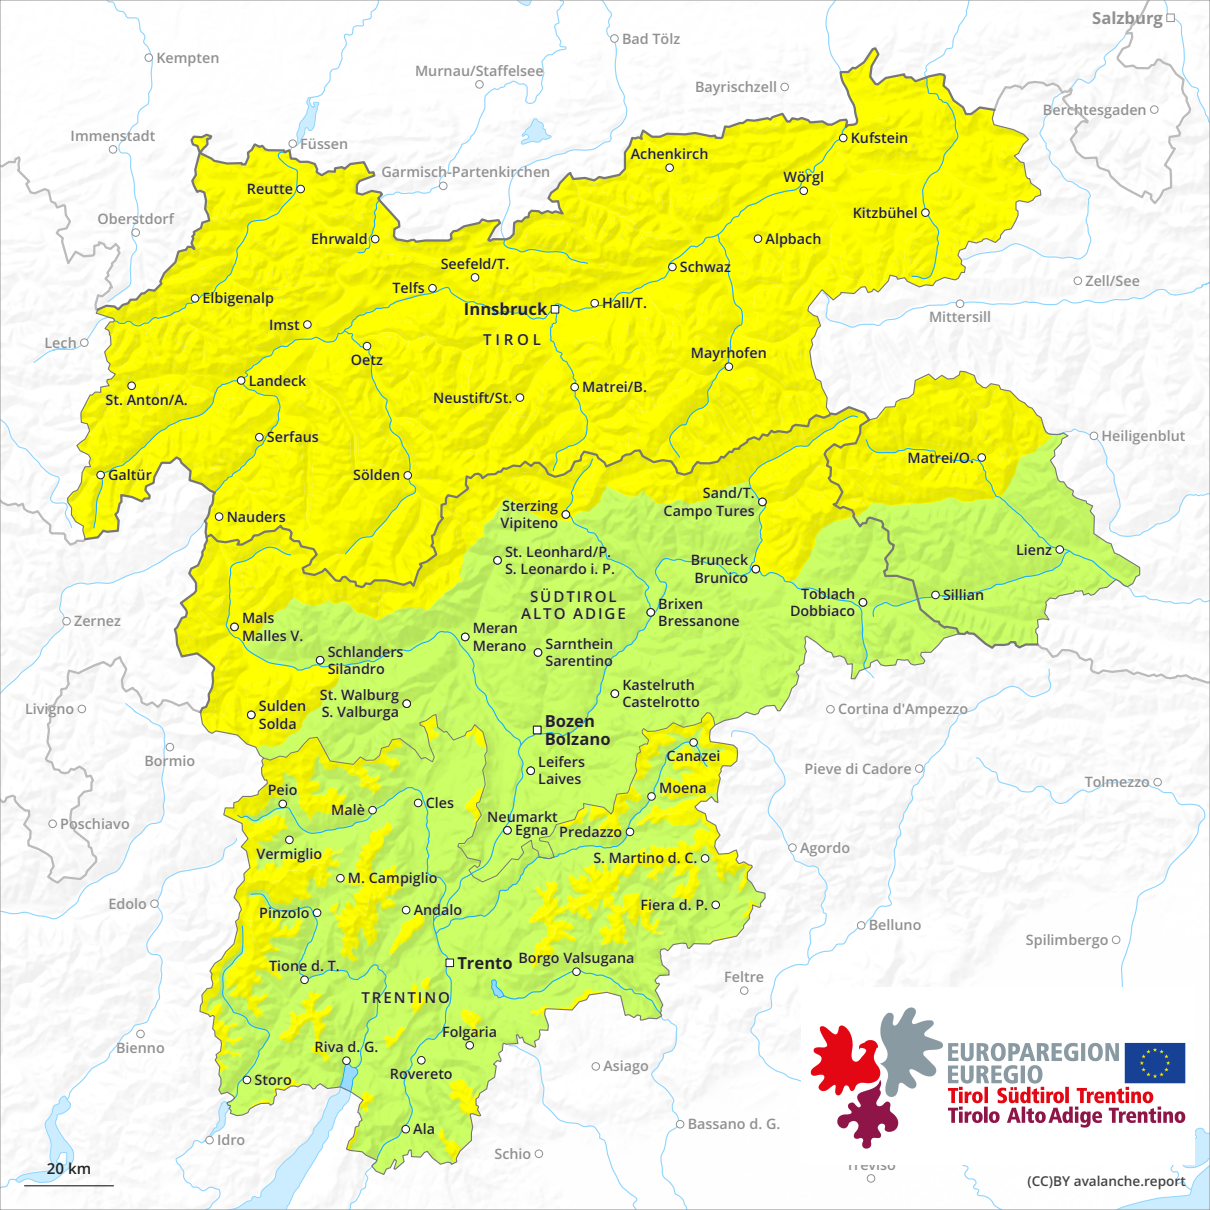 Salzburg
Bad Tölz
Kempten
Murnau/Staffelsee
Bayrischzell
Berchtesgaden
Immenstadt
Füssen
Kufstein
Achenkirch
Garmisch-Partenkirchen
Wörgl
Reutte
Oberstdorf
Kitzbühel
Ehrwald
Alpbach
Seefeld/T.
Schwaz
Zell/See
Telfs
Elbigenalp
Hall/T.
Innsbruck
Mittersill
Imst
TIROL
Lech
Oetz
Mayrhofen
Landeck
Matrei/B.
St. Anton/A.
Neustift/St.
Serfaus
Heiligenblut
Matrei/O.
Galtür
Sölden
Sand/T.
Campo Tures
Sterzing
Vipiteno
Nauders
Lienz
St. Leonhard/P.
S. Leonardo i. P.
Bruneck
Brunico
SÜDTIROL
ALTO ADIGE
Toblach
Dobbiaco
Sillian
Brixen
Bressanone
Zernez
Mals
Malles V.
Meran
Merano
Sarnthein
Sarentino
Schlanders
Silandro
Kastelruth
Castelrotto
St. Walburg
S. Valburga
Sulden
Solda
Livigno
Cortina d'Ampezzo
Bozen
Bolzano
Bormio
Canazei
Leifers
Laives
Pieve di Cadore
Tolmezzo
Peio
Moena
Malè
Cles
Neumarkt
Egna
Predazzo
Poschiavo
Vermiglio
Agordo
S. Martino d. C.
M. Campiglio
Edolo
Pinzolo
Andalo
Fiera d. P.
Belluno
Spilimbergo
Borgo Valsugana
Trento
Tione d. T.
Feltre
TRENTINO
Folgaria
Bienno
Riva d. G.
Rovereto
Asiago
Storo
EUROPAREGION
EUREGIO
Tirol Südtirol Trentino
Tirolo Alto Adige Trentino
Bassano d. G.
Ala
Idro
Schio
Treviso
20 km
(CC)BY avalanche.report